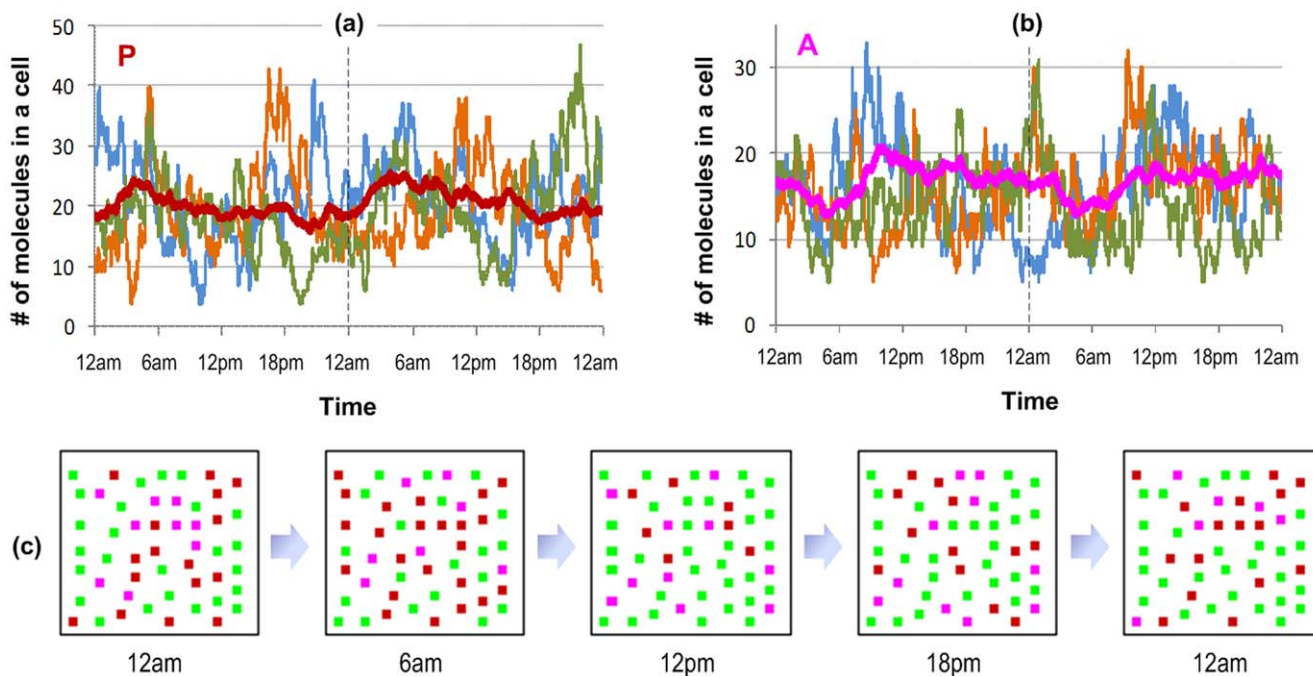 (a)
P
# of molecules in a cell
50
40
30
20
10
0
12am 6am 12pm 18pm 12am 6am 12pm 18pm 12am
Time
(b)
A
# of molecules in a cell
30
20
10
0
12am 6am 12pm 18pm 12am 6am 12pm 18pm 12am
Time
(c)
12am 6am 12pm 18pm 12am